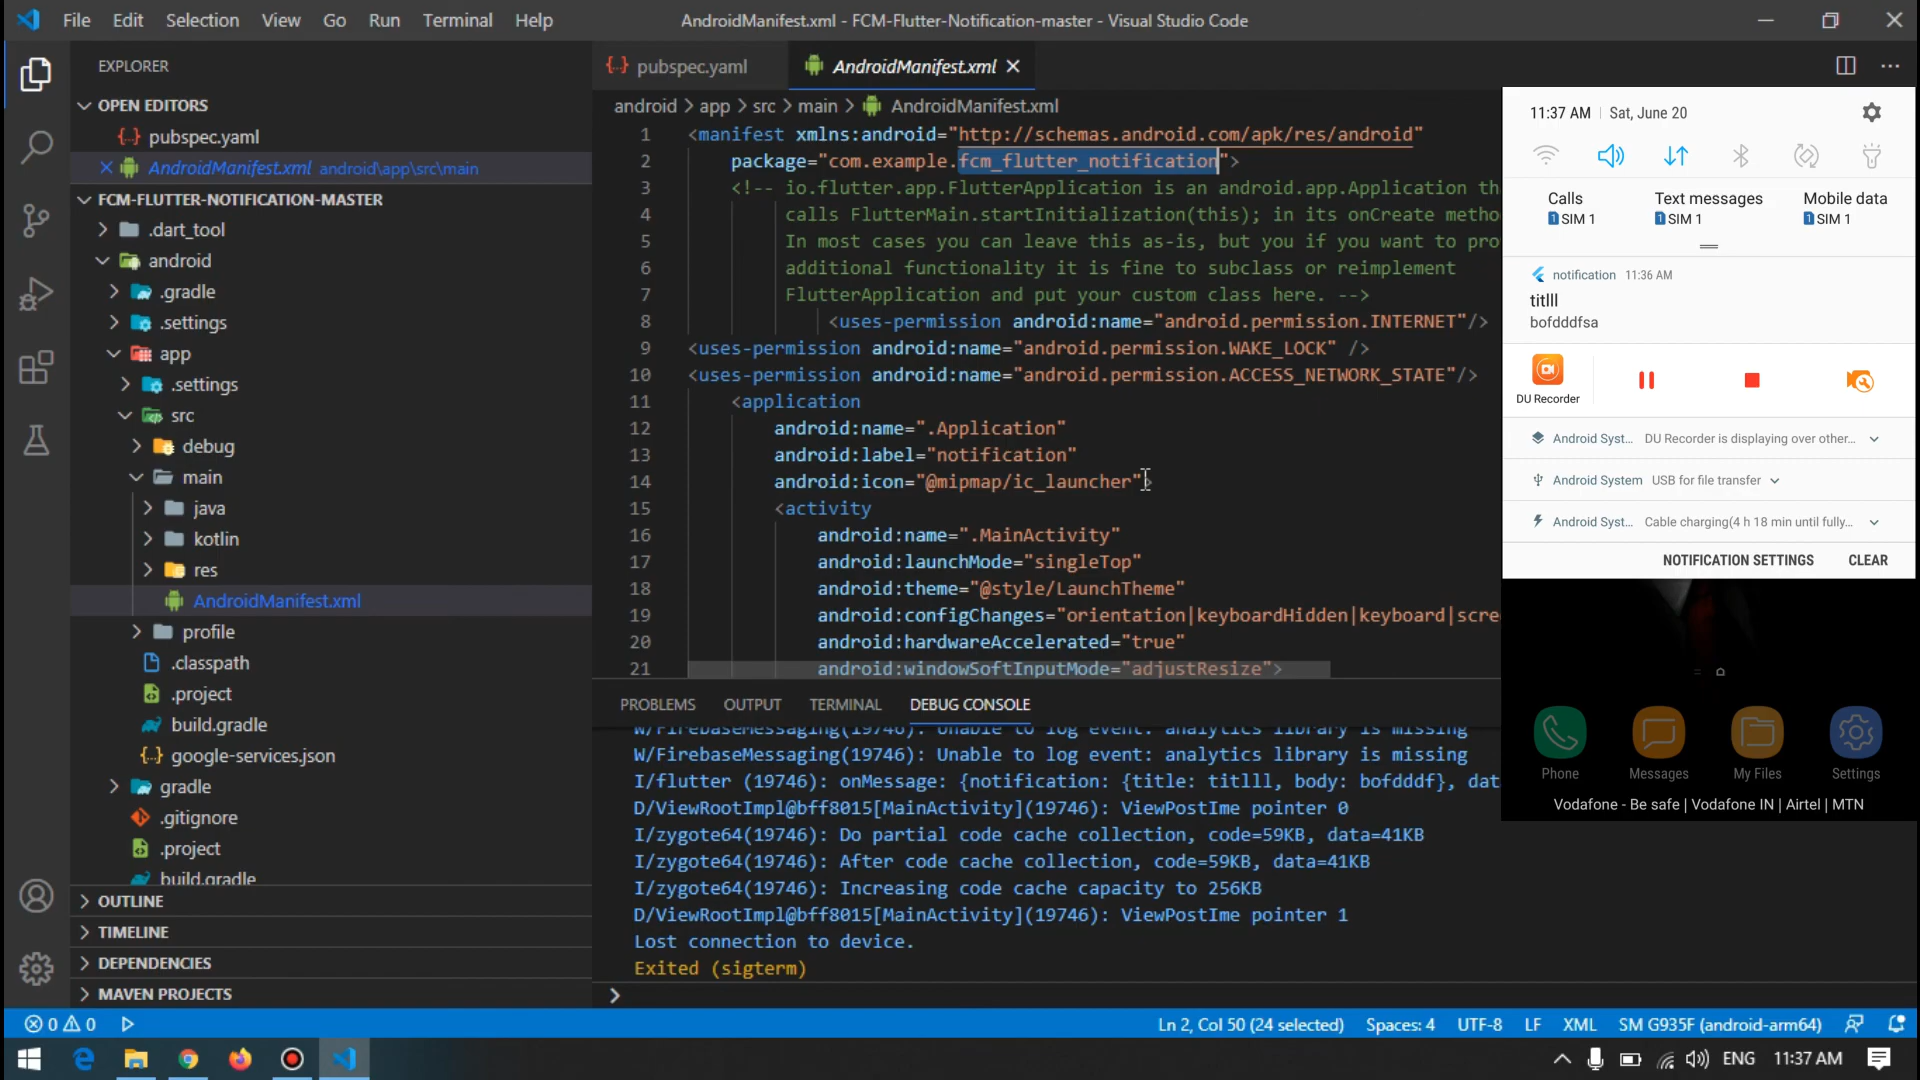 File Edit Selection View Go Run Terminal Help
AndroidManifest.xml - FCM-Flutter-Notification-master - Visual Studio Code
EXPLORER
OPEN EDITORS
pubspec.yaml
AndroidManifest.xml android\app\src\main
FCM-FLUTTER-NOTIFICATION-MASTER
.dart_tool
android
.gradle
.settings
app
.settings
src
debug
main
java
kotlin
res
AndroidManifest.xml
profile
.classpath
.project
build.gradle
google-services.json
gradle
.gitignore
.project
build.gradle
OUTLINE
TIMELINE
DEPENDENCIES
MAVEN PROJECTS
pubspec.yaml AndroidManifest.xml
android > app > src > main > AndroidManifest.xml
1 <manifest xmlns:android="http://schemas.android.com/apk/res/android"
2 package="com.example.fcm_flutter_notification">
3 <!-- io.flutter.app.FlutterApplication is an android.app.Application th
4 calls FlutterMain.startInitialization(this); in its onCreate metho
5 In most cases you can leave this as-is, but you if you want to pro
6 additional functionality it is fine to subclass or reimplement
7 FlutterApplication and put your custom class here. -->
8 <uses-permission android:name="android.permission.INTERNET"/>
9 <uses-permission android:name="android.permission.WAKE_LOCK" />
10 <uses-permission android:name="android.permission.ACCESS_NETWORK_STATE"/>
11 <application
12 android:name=".Application"
13 android:label="notification"
14 android:icon="@mipmap/ic_launcher">
15 <activity
16 android:name=".MainActivity"
17 android:launchMode="singleTop"
18 android:theme="@style/LaunchTheme"
19 android:configChanges="orientation|keyboardHidden|keyboard|scre
20 android:hardwareAccelerated="true"
21 android:windowSoftInputMode="adjustResize">
PROBLEMS OUTPUT TERMINAL DEBUG CONSOLE
W/FirebaseMessaging(19746): Unable to log event: analytics library is missing
W/FirebaseMessaging(19746): Unable to log event: analytics library is missing
I/flutter (19746): onMessage: {notification: {title: titlll, body: bofdddf}, dat
D/ViewRootImpl@bff8015[MainActivity](19746): ViewPostIme pointer 0
I/zygote64(19746): Do partial code cache collection, code=59KB, data=41KB
I/zygote64(19746): After code cache collection, code=59KB, data=41KB
I/zygote64(19746): Increasing code cache capacity to 256KB
D/ViewRootImpl@bff8015[MainActivity](19746): ViewPostIme pointer 1
Lost connection to device.
Exited (sigterm)
11:37 AM | Sat, June 20
Calls Text messages Mobile data
1 SIM 1 1 SIM 1 1 SIM 1
notification 11:36 AM
titlll
bofdddfsa
DU Recorder
Android Syst... DU Recorder is displaying over other...
Android System USB for file transfer
Android Syst... Cable charging(4 h 18 min until fully...
NOTIFICATION SETTINGS CLEAR
Phone Messages My Files Settings
Vodafone - Be safe | Vodafone IN | Airtel | MTN
0 0 Ln 2, Col 50 (24 selected) Spaces: 4 UTF-8 LF XML SM G935F (android-arm64)
ENG 11:37 AM